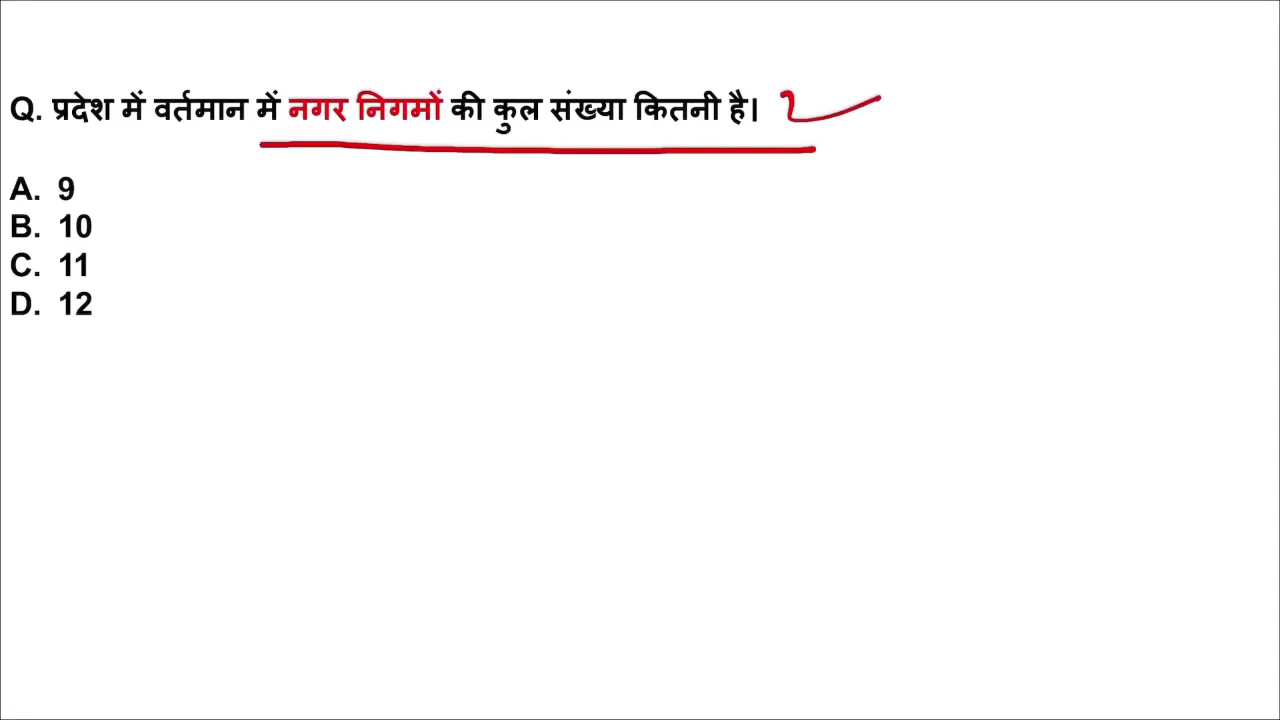 Q. प्रदेश में वर्तमान में नगर निगमों की कुल संख्या कितनी है।
A. 9
B. 10
C. 11
D. 12